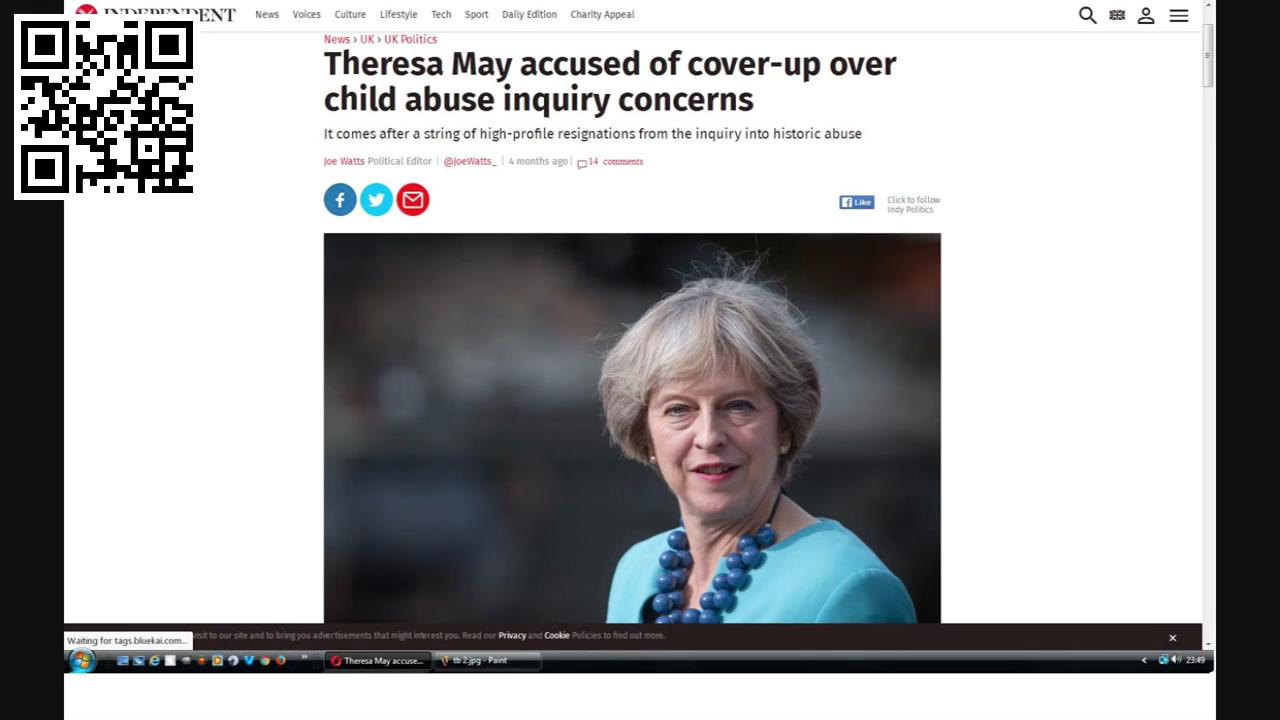 INDEPENDENT
News Voices Culture Lifestyle Tech Sport Daily Edition Charity Appeal
News › UK › UK Politics
Theresa May accused of cover-up over
child abuse inquiry concerns
It comes after a string of high-profile resignations from the inquiry into historic abuse
Joe Watts Political Editor | @JoeWatts_ | 4 months ago | 14 comments
Like
Click to follow
Indy Politics
visit to our site and to bring you advertisements that might interest you. Read our Privacy and Cookie Policies to find out more.
Waiting for tags.bluekai.com...
Theresa May accuse... tb 2.jpg - Paint 23:49